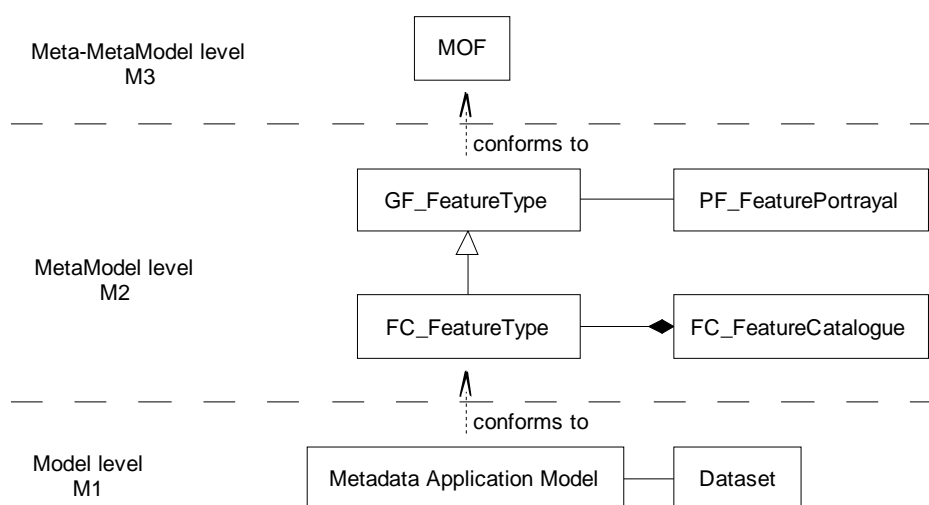 Meta-MetaModel level
M3
MOF
conforms to
GF_FeatureType
PF_FeaturePortrayal
MetaModel level
M2
FC_FeatureType
FC_FeatureCatalogue
conforms to
Model level
M1
Metadata Application Model
Dataset